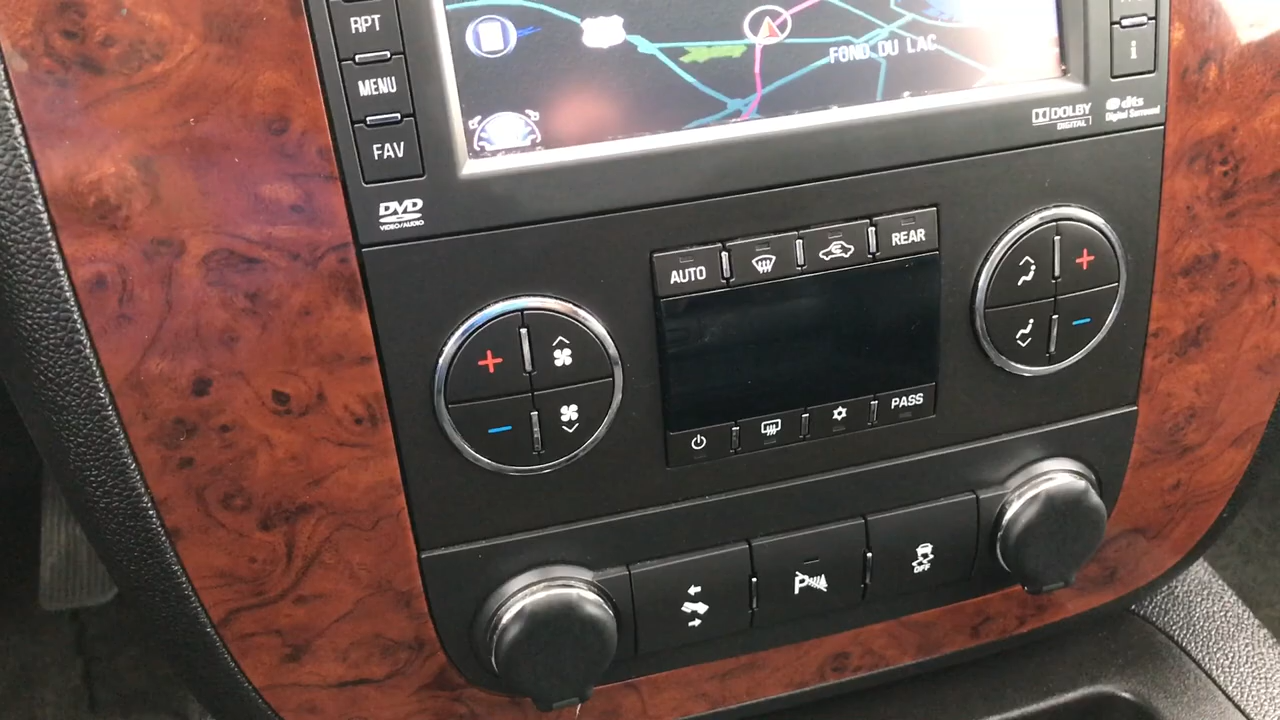 RPT
MENU
FAV
FOND DU LAC
i
DOLBY
DIGITAL
dts
Digital Surround
DVD
VIDEO/AUDIO
AUTO
REAR
PASS
P
OFF